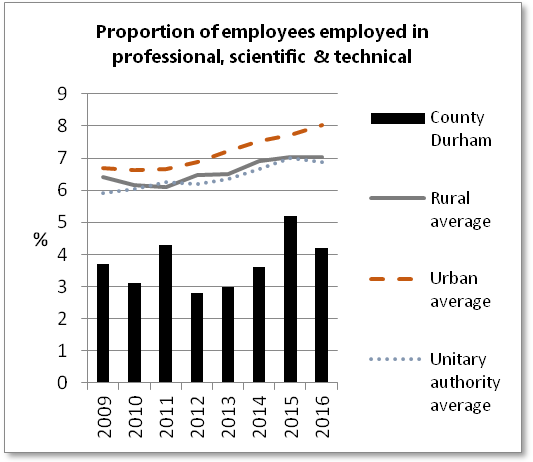 Proportion of employees employed in
professional, scientific & technical
9
8
7
6
5
4
3
2
1
0
%
2009
2010
2011
2012
2013
2014
2015
2016
County
Durham
Rural
average
Urban
average
Unitary
authority
average